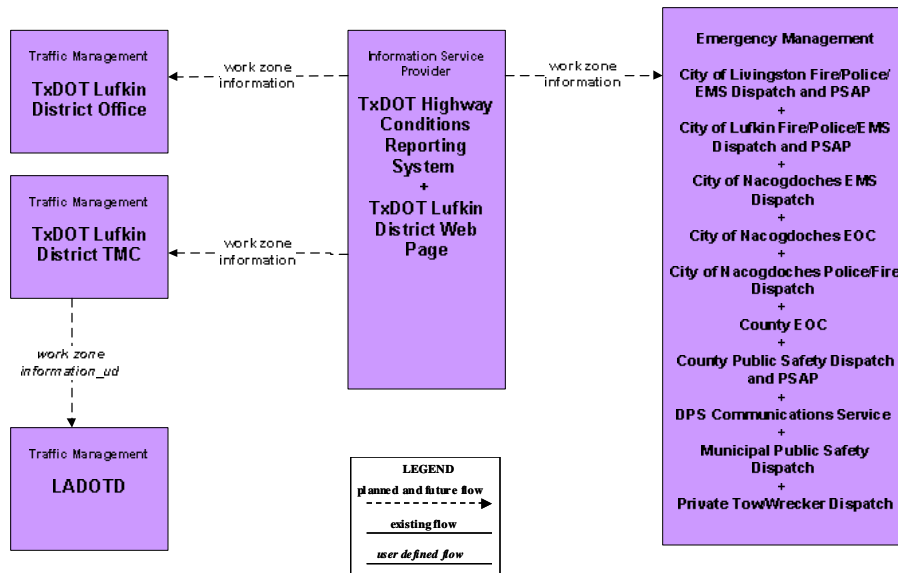 Traffic Management
TxDOT Lufkin
District Office
work zone
information
Information Service
Provider
TxDOT Highway
Conditions
Reporting
System
+
TxDOT Lufkin
District Web
Page
work zone
information
Emergency Management
City of Livingston Fire/Police/
EMS Dispatch and PSAP
+
City of Lufkin Fire/Police/EMS
Dispatch and PSAP
+
City of Nacogdoches EMS
Dispatch
+
City of Nacogdoches EOC
+
City of Nacogdoches Police/Fire
Dispatch
+
County EOC
+
County Public Safety Dispatch
and PSAP
+
DPS Communications Service
+
Municipal Public Safety
Dispatch
+
Private Tow/Wrecker Dispatch
Traffic Management
TxDOT Lufkin
District TMC
work zone
information
work zone
information_ud
Traffic Management
LADOTD
LEGEND
planned and future flow
existing flow
user defined flow